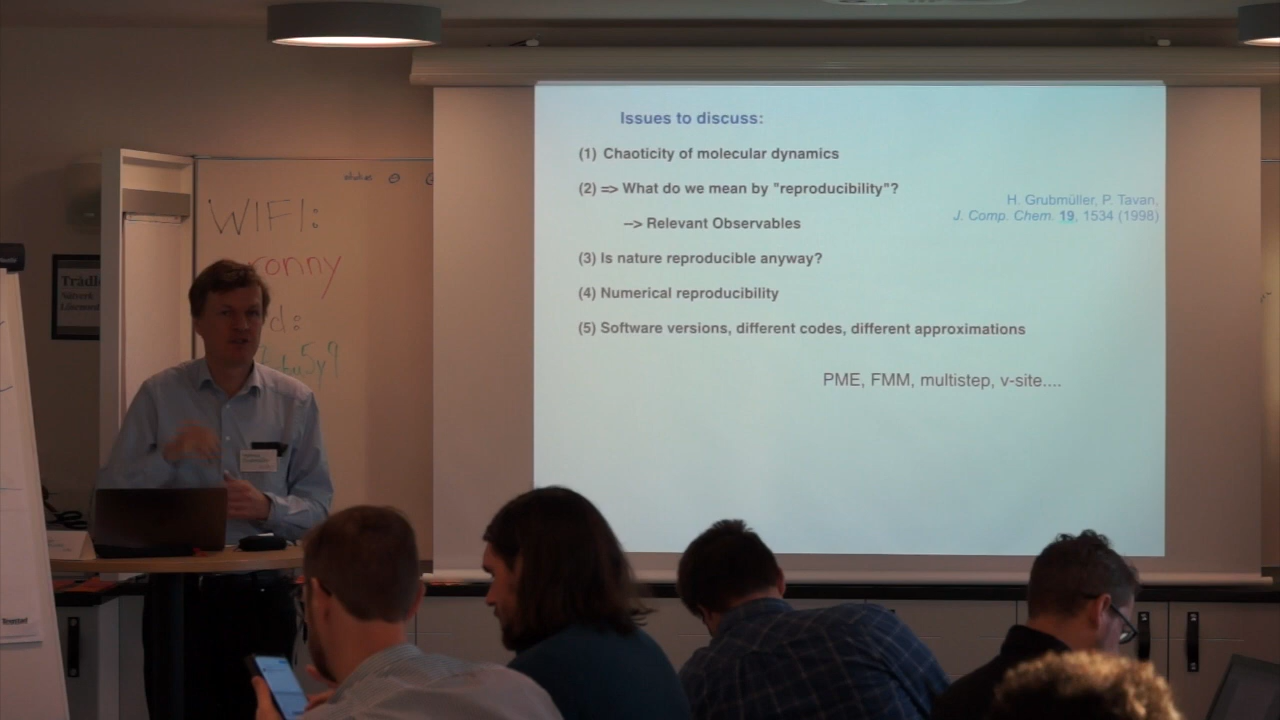 Issues to discuss:
(1) Chaoticity of molecular dynamics
(2) => What do we mean by "reproducibility"?
H. Grubmüller, P. Tavan,
J. Comp. Chem. 19, 1534 (1998)
—> Relevant Observables
(3) Is nature reproducible anyway?
(4) Numerical reproducibility
(5) Software versions, different codes, different approximations
PME, FMM, multistep, v-site....
WIFI: